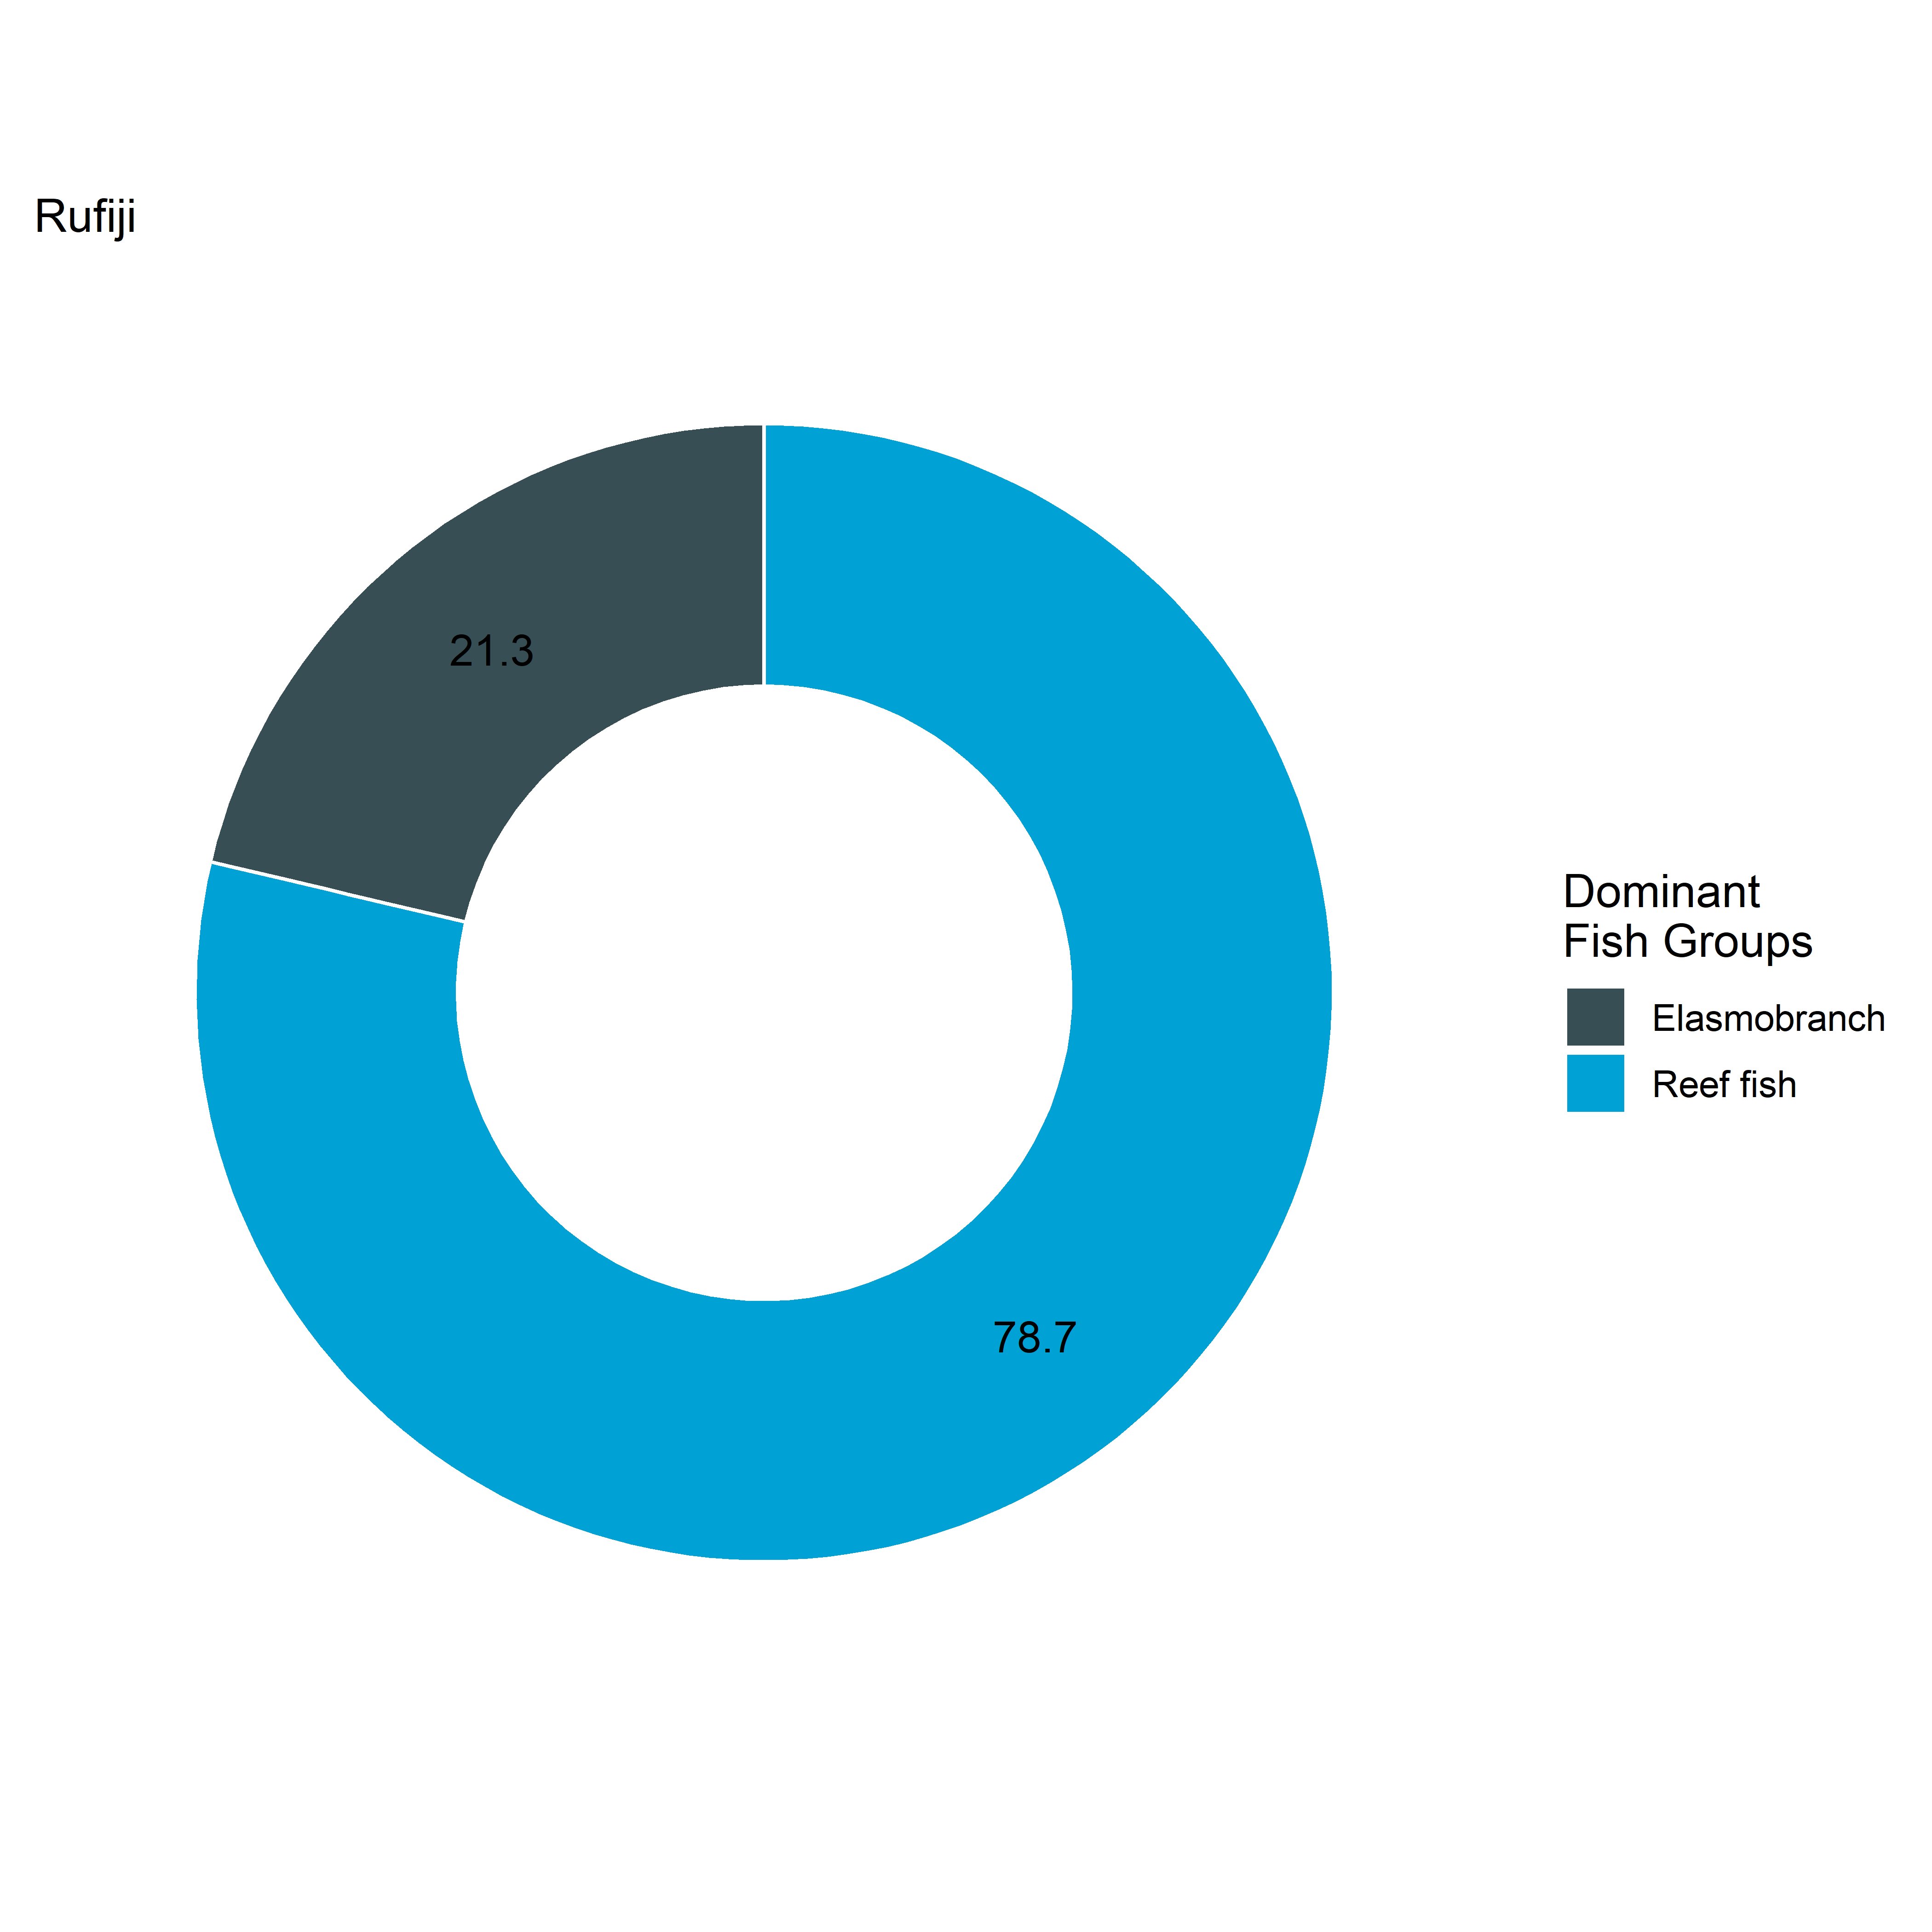 Rufiji
21.3
78.7
Dominant
Fish Groups
Elasmobranch
Reef fish